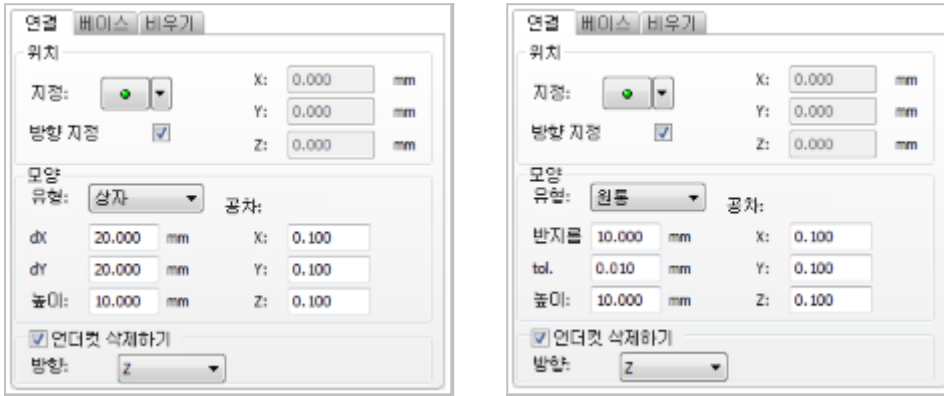 연결 베이스 비우기
위치
지정: X: 0.000 mm
Y: 0.000 mm
방향 지정 Z: 0.000 mm
모양
유형: 상자 공차:
dX 20.000 mm X: 0.100
dY 20.000 mm Y: 0.100
높이: 10.000 mm Z: 0.100
언더컷 삭제하기
방향: Z
연결 베이스 비우기
위치
지정: X: 0.000 mm
Y: 0.000 mm
방향 지정 Z: 0.000 mm
모양
유형: 원통 공차:
반지름 10.000 mm X: 0.100
tol. 0.010 mm Y: 0.100
높이: 10.000 mm Z: 0.100
언더컷 삭제하기
방향: Z